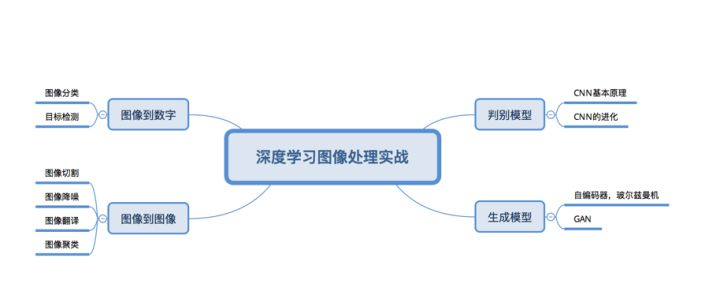 深度学习图像处理实战
图像到数字
图像分类
目标检测
图像到图像
图像切割
图像降噪
图像翻译
图像聚类
判别模型
CNN基本原理
CNN的进化
生成模型
自编码器，玻尔兹曼机
GAN